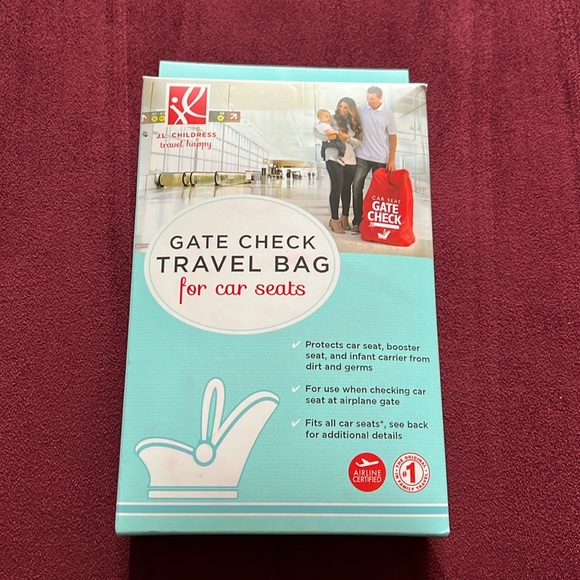 J.L. CHILDRESS
travel happy
CAR SEAT
GATE
CHECK
GATE CHECK
TRAVEL BAG
for car seats
✓ Protects car seat, booster
seat, and infant carrier from
dirt and germs
✓ For use when checking car
seat at airplane gate
✓ Fits all car seats*, see back
for additional details
AIRLINE
CERTIFIED
THE ORIGINAL
#1